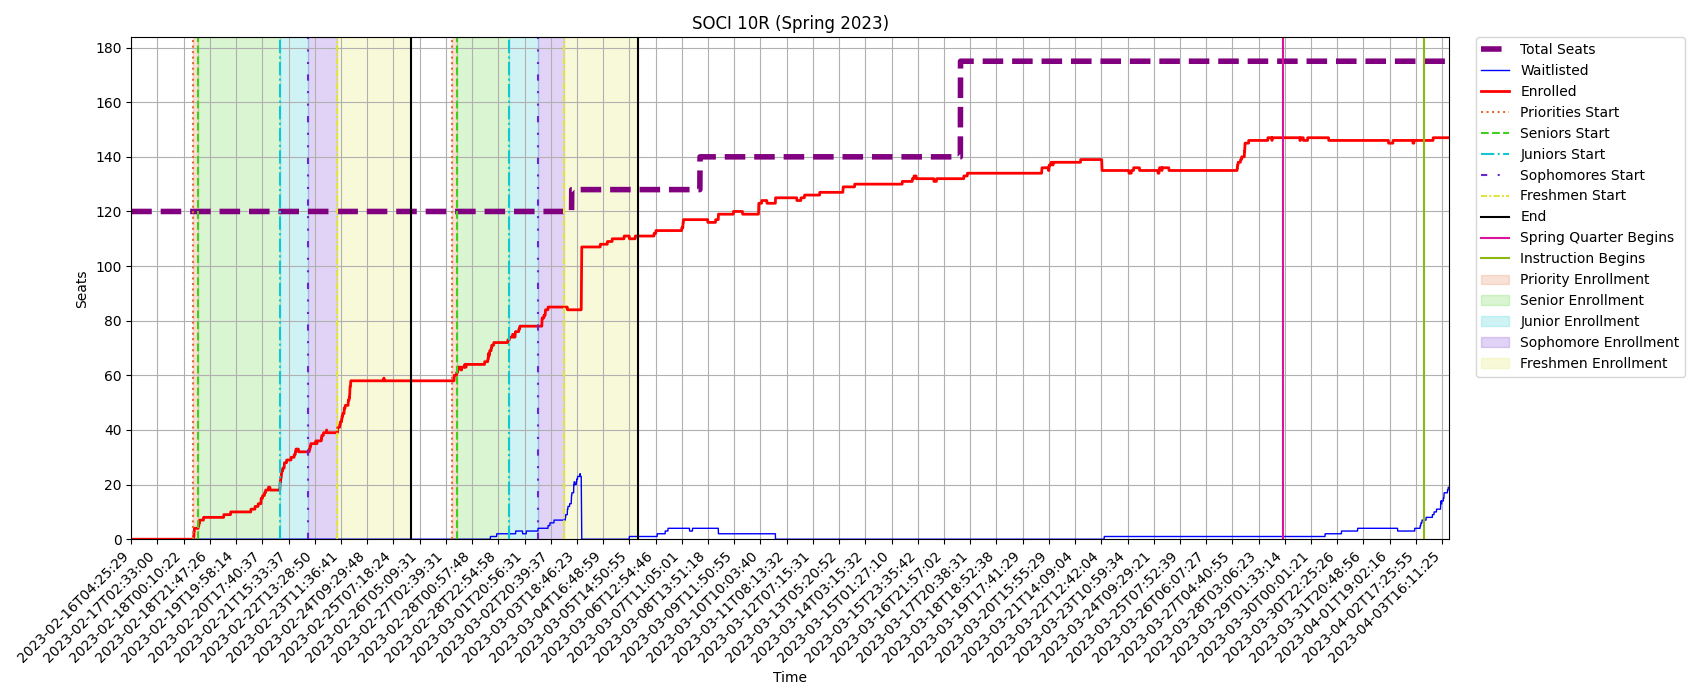 SOCI 10R (Spring 2023)
Seats
180
160
140
120
100
80
60
40
20
0
2023-02-16T04:25:29
2023-02-17T02:33:00
2023-02-18T00:10:22
2023-02-18T21:47:26
2023-02-19T19:58:14
2023-02-20T17:40:37
2023-02-21T15:33:37
2023-02-22T13:28:50
2023-02-23T11:36:41
2023-02-24T09:29:48
2023-02-25T07:18:24
2023-02-26T05:09:31
2023-02-27T02:39:31
2023-02-28T00:57:48
2023-02-28T22:54:58
2023-03-01T20:56:31
2023-03-02T20:39:37
2023-03-03T18:46:23
2023-03-04T16:48:59
2023-03-05T14:50:55
2023-03-06T12:54:46
2023-03-07T11:05:01
2023-03-08T13:51:18
2023-03-09T11:50:55
2023-03-10T10:03:40
2023-03-11T08:13:32
2023-03-12T07:15:31
2023-03-13T05:20:52
2023-03-14T03:15:32
2023-03-15T01:27:10
2023-03-15T23:35:42
2023-03-16T21:57:02
2023-03-17T20:38:31
2023-03-18T18:52:38
2023-03-19T17:41:29
2023-03-20T15:55:29
2023-03-21T14:09:04
2023-03-22T12:42:04
2023-03-23T10:59:34
2023-03-24T09:29:21
2023-03-25T07:52:39
2023-03-26T06:07:27
2023-03-27T04:40:55
2023-03-28T03:06:23
2023-03-29T01:33:14
2023-03-30T00:01:21
2023-03-30T22:25:26
2023-03-31T20:48:56
2023-04-01T19:02:16
2023-04-02T17:25:55
2023-04-03T16:11:25
Time
Total Seats
Waitlisted
Enrolled
Priorities Start
Seniors Start
Juniors Start
Sophomores Start
Freshmen Start
End
Spring Quarter Begins
Instruction Begins
Priority Enrollment
Senior Enrollment
Junior Enrollment
Sophomore Enrollment
Freshmen Enrollment